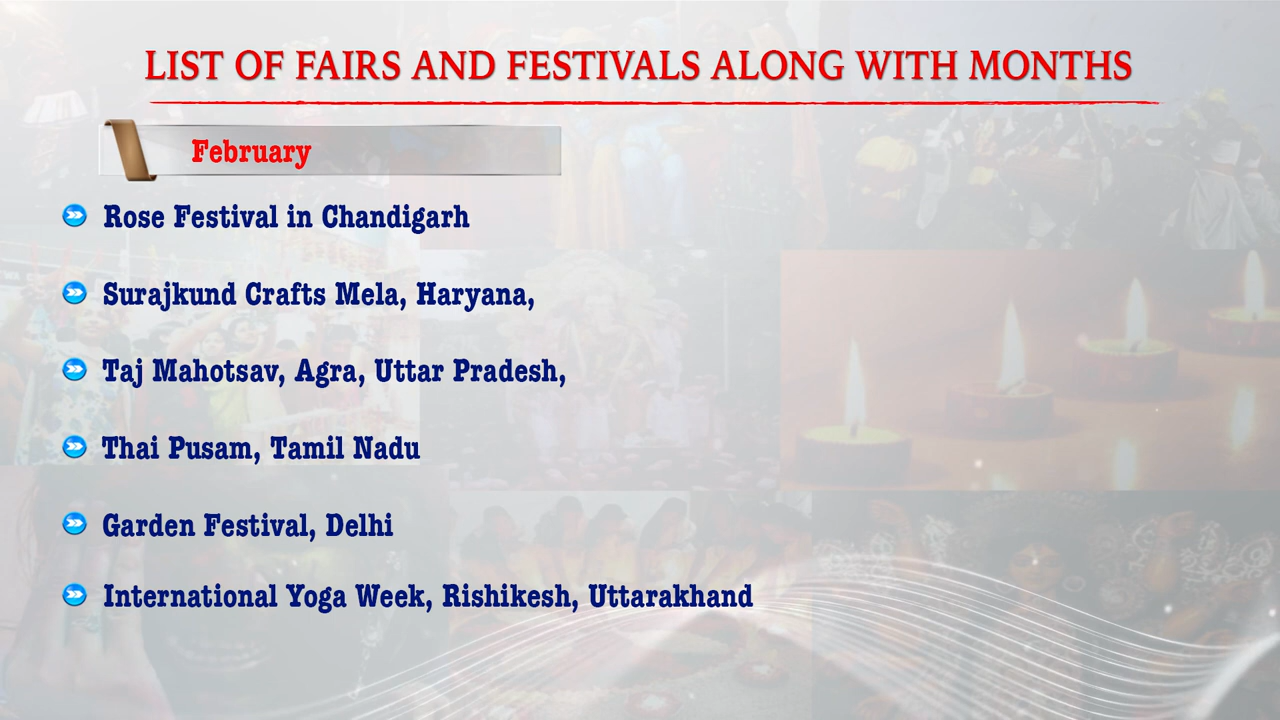 LIST OF FAIRS AND FESTIVALS ALONG WITH MONTHS
February
Rose Festival in Chandigarh
Surajkund Crafts Mela, Haryana,
Taj Mahotsav, Agra, Uttar Pradesh,
Thai Pusam, Tamil Nadu
Garden Festival, Delhi
International Yoga Week, Rishikesh, Uttarakhand